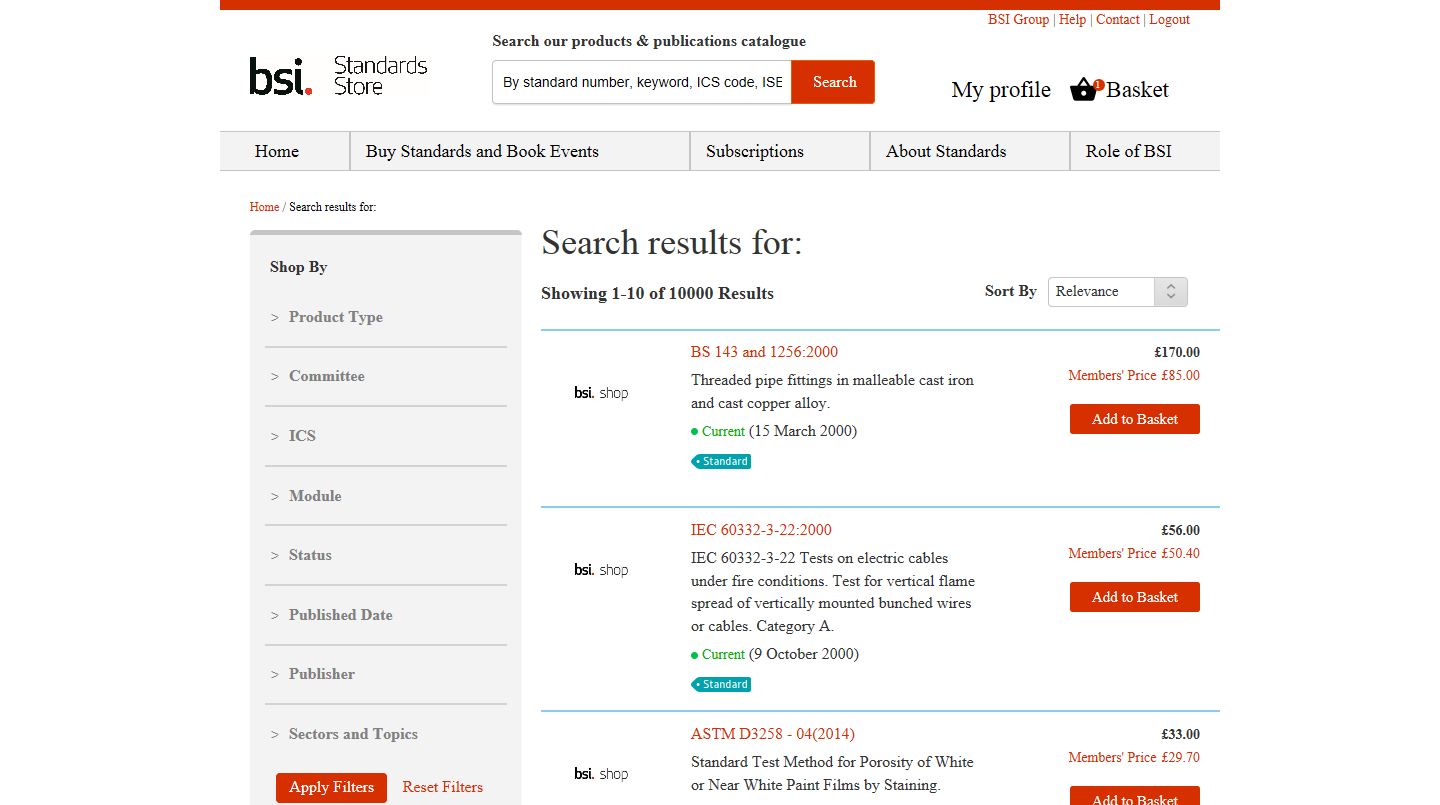 BSI Group | Help | Contact | Logout
Search our products & publications catalogue
bsi. Standards Store
By standard number, keyword, ICS code, ISE
Search
My profile
1 Basket
Home
Buy Standards and Book Events
Subscriptions
About Standards
Role of BSI
Home / Search results for:
Shop By
> Product Type
> Committee
> ICS
> Module
> Status
> Published Date
> Publisher
> Sectors and Topics
Apply Filters
Reset Filters
Search results for:
Showing 1-10 of 10000 Results
Sort By Relevance
bsi. shop
BS 143 and 1256:2000
Threaded pipe fittings in malleable cast iron
and cast copper alloy.
Current (15 March 2000)
Standard
£170.00
Members' Price £85.00
Add to Basket
bsi. shop
IEC 60332-3-22:2000
IEC 60332-3-22 Tests on electric cables
under fire conditions. Test for vertical flame
spread of vertically mounted bunched wires
or cables. Category A.
Current (9 October 2000)
Standard
£56.00
Members' Price £50.40
Add to Basket
bsi. shop
ASTM D3258 - 04(2014)
Standard Test Method for Porosity of White
or Near White Paint Films by Staining.
£33.00
Members' Price £29.70
Add to Basket